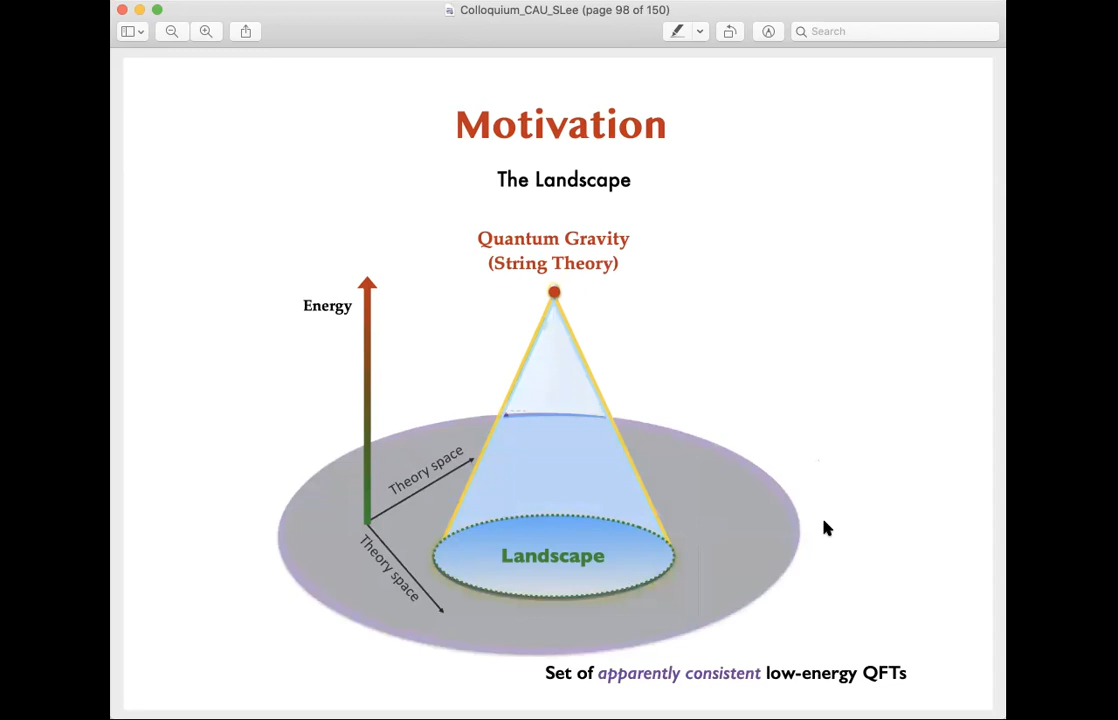 Colloquium_CAU_SLee (page 98 of 150)
Search
Motivation
The Landscape
Quantum Gravity
(String Theory)
Energy
Theory space
Theory space
Landscape
Set of apparently consistent low-energy QFTs